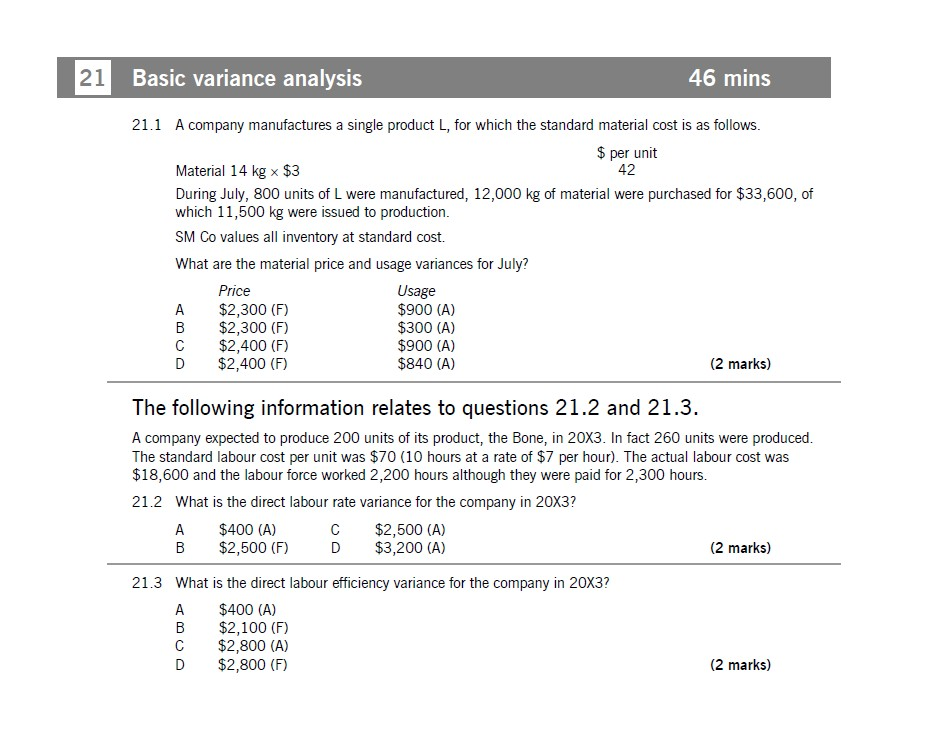 21 Basic variance analysis 46 mins
21.1 A company manufactures a single product L, for which the standard material cost is as follows.
$ per unit
Material 14 kg × $3 42
During July, 800 units of L were manufactured, 12,000 kg of material were purchased for $33,600, of
which 11,500 kg were issued to production.
SM Co values all inventory at standard cost.
What are the material price and usage variances for July?
Price Usage
A $2,300 (F) $900 (A)
B $2,300 (F) $300 (A)
C $2,400 (F) $900 (A)
D $2,400 (F) $840 (A) (2 marks)
The following information relates to questions 21.2 and 21.3.
A company expected to produce 200 units of its product, the Bone, in 20X3. In fact 260 units were produced.
The standard labour cost per unit was $70 (10 hours at a rate of $7 per hour). The actual labour cost was
$18,600 and the labour force worked 2,200 hours although they were paid for 2,300 hours.
21.2 What is the direct labour rate variance for the company in 20X3?
A $400 (A) C $2,500 (A)
B $2,500 (F) D $3,200 (A) (2 marks)
21.3 What is the direct labour efficiency variance for the company in 20X3?
A $400 (A)
B $2,100 (F)
C $2,800 (A)
D $2,800 (F) (2 marks)